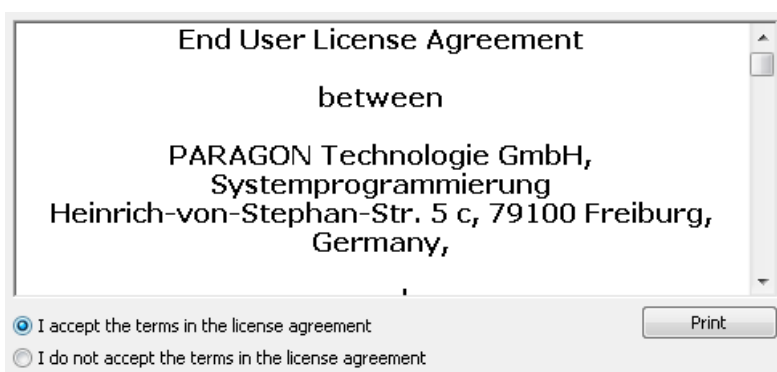 End User License Agreement
between
PARAGON Technologie GmbH,
Systemprogrammierung
Heinrich-von-Stephan-Str. 5 c, 79100 Freiburg,
Germany,
I accept the terms in the license agreement
Print
I do not accept the terms in the license agreement